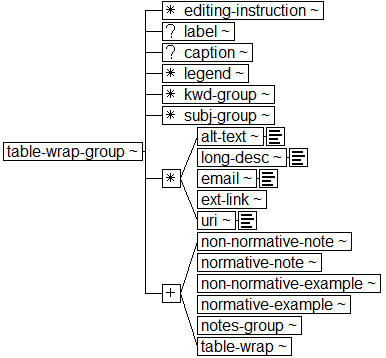 * editing-instruction ~
? label ~
? caption ~
* legend ~
* kwd-group ~
* subj-group ~
table-wrap-group ~
*
alt-text ~
long-desc ~
email ~
ext-link ~
uri ~
+
non-normative-note ~
normative-note ~
non-normative-example ~
normative-example ~
notes-group ~
table-wrap ~